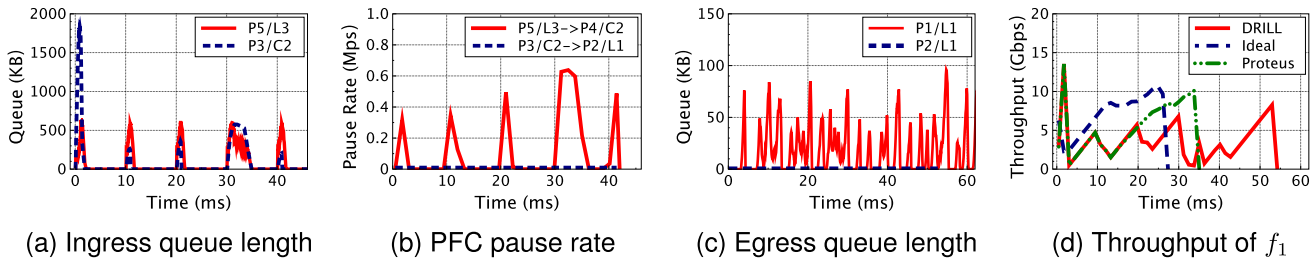 2000
1500
1000
500
0
Queue (KB)
P5/L3
P3/C2
0 10 20 30 40
Time (ms)
(a) Ingress queue length
1.0
0.8
0.6
0.4
0.2
0.0
Pause Rate (Mps)
P5/L3->P4/C2
P3/C2->P2/L1
0 10 20 30 40
Time (ms)
(b) PFC pause rate
150
100
50
0
Queue (KB)
P1/L1
P2/L1
0 10 20 30 40 50 60
Time (ms)
(c) Egress queue length
20
15
10
5
0
Throughput (Gbps)
DRILL
Ideal
Proteus
0 10 20 30 40 50 60
Time (ms)
(d) Throughput of f1